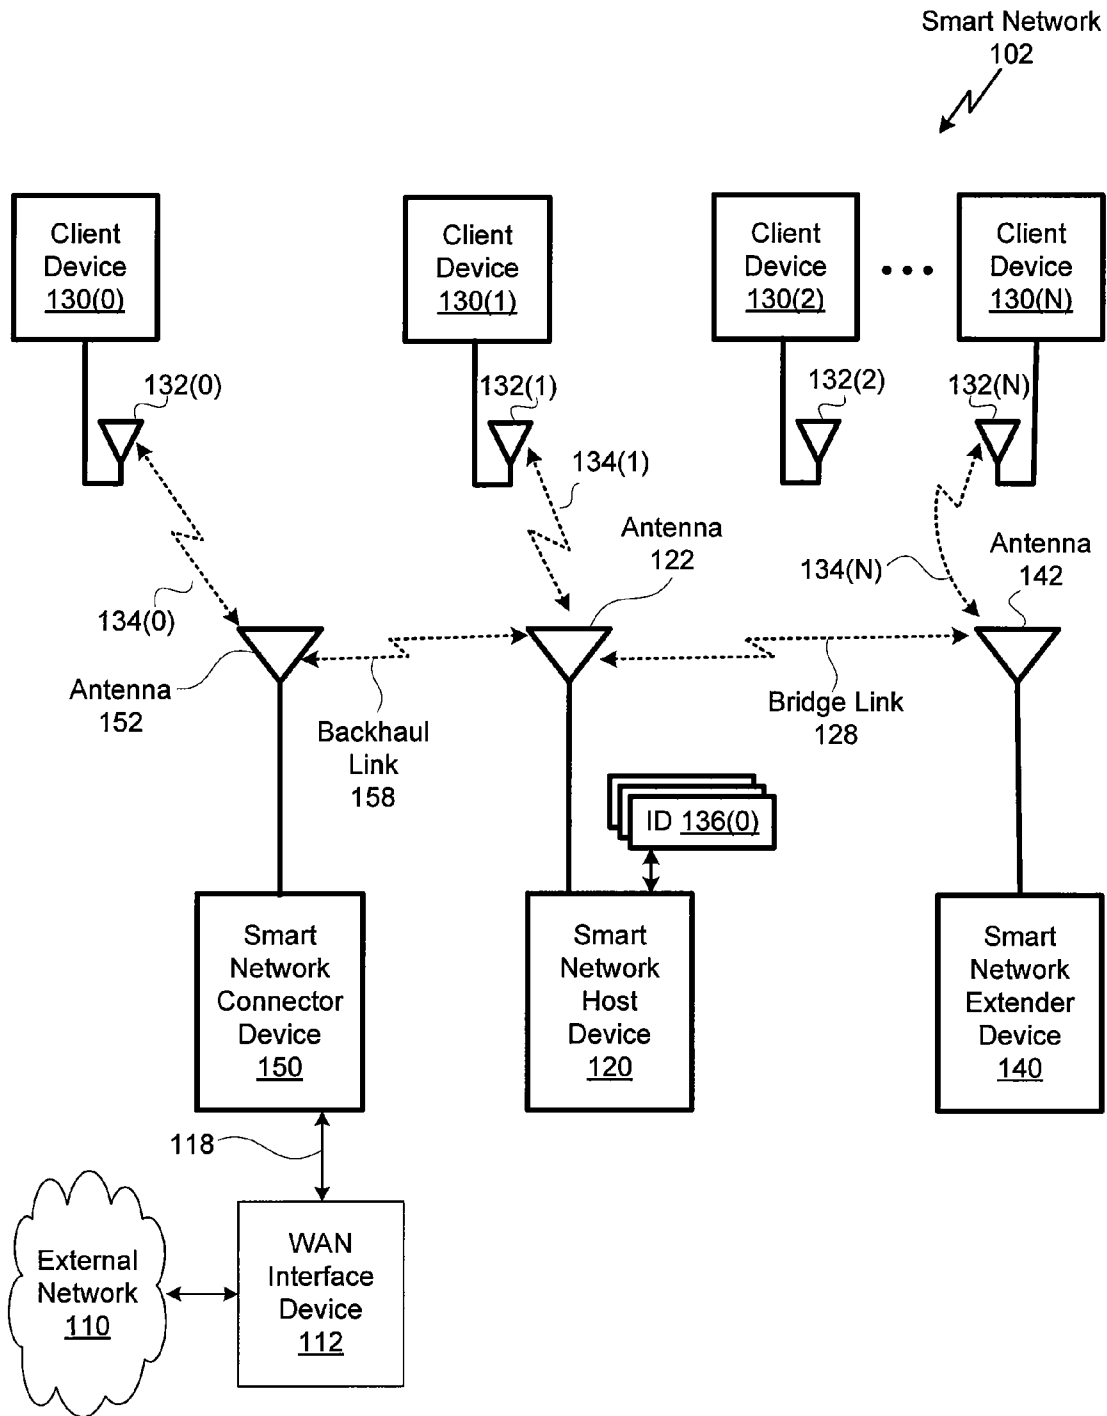 Smart Network
102
Client
Device
130(0)
Client
Device
130(1)
Client
Device
130(2)
Client
Device
130(N)
132(0)
132(1)
132(2)
132(N)
134(1)
Antenna
122
Antenna
142
134(N)
134(0)
Antenna
152
Backhaul
Link
158
Bridge Link
128
ID 136(0)
Smart
Network
Connector
Device
150
Smart
Network
Host
Device
120
Smart
Network
Extender
Device
140
118
External
Network
110
WAN
Interface
Device
112